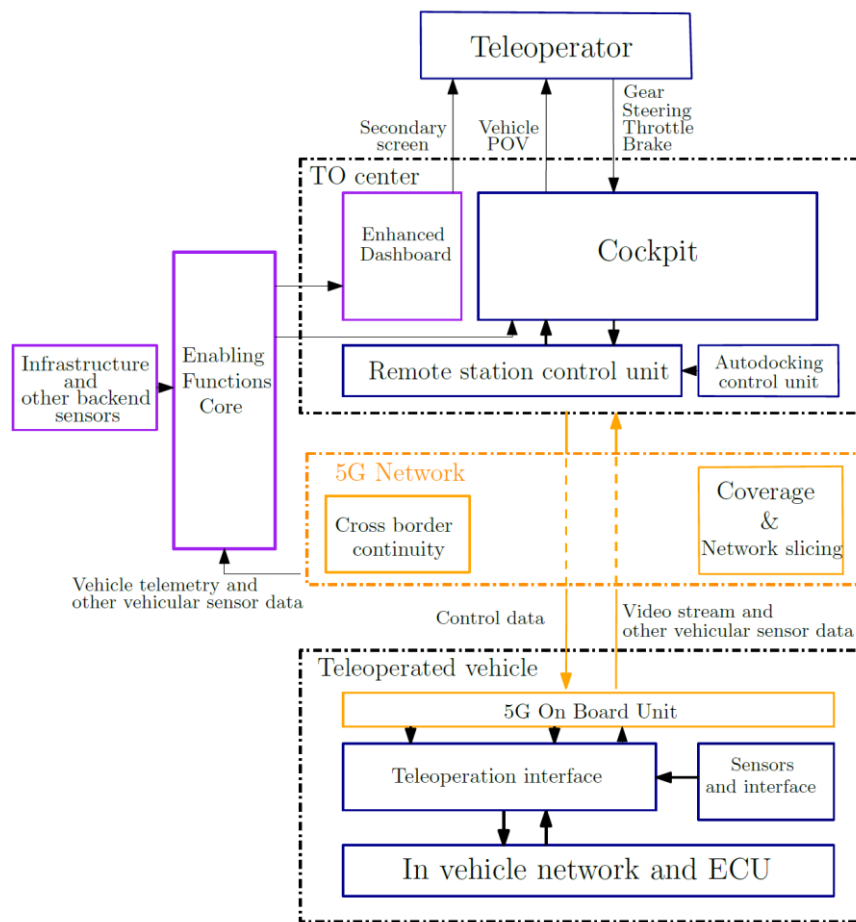 Teleoperator
Secondary
screen
Vehicle
POV
Gear
Steering
Throttle
Brake
TO center
Enhanced
Dashboard
Cockpit
Enabling
Functions
Core
Infrastructure
and
other backend
sensors
Remote station control unit
Autodocking
control unit
5G Network
Cross border
continuity
Coverage
&
Network slicing
Vehicle telemetry and
other vehicular sensor data
Control data
Video stream and
other vehicular sensor data
Teleoperated vehicle
5G On Board Unit
Teleoperation interface
Sensors
and interface
In vehicle network and ECU